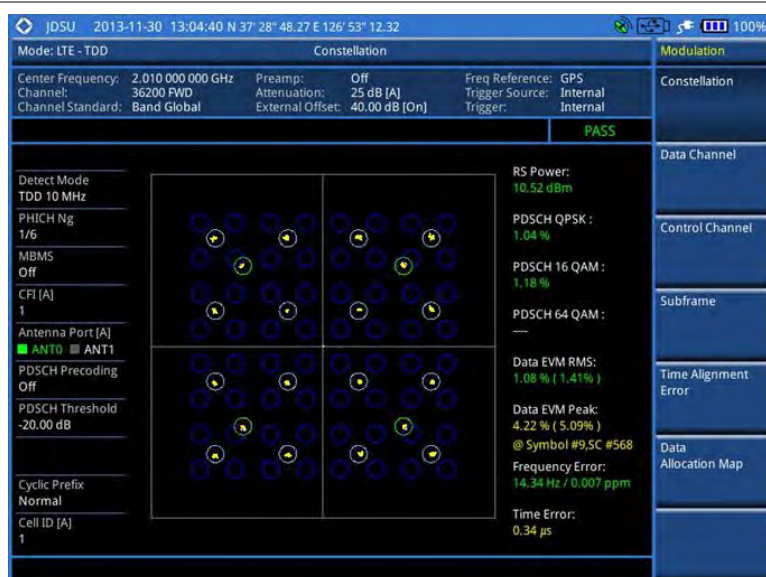 JDSU 2013-11-30 13:04:40 N 37' 28" 48.27 E 126' 53" 12.32 100%
Mode: LTE - TDD Constellation
Center Frequency: 2.010 000 000 GHz Preamp: Off Freq Reference: GPS
Channel: 36200 FWD Attenuation: 25 dB [A] Trigger Source: Internal
Channel Standard: Band Global External Offset: 40.00 dB [On] Trigger: Internal
PASS
Detect Mode
TDD 10 MHz
PHICH Ng
1/6
MBMS
Off
CFI [A]
1
Antenna Port [A]
ANT0 ANT1
PDSCH Precoding
Off
PDSCH Threshold
-20.00 dB
Cyclic Prefix
Normal
Cell ID [A]
1
RS Power:
10.52 dBm
PDSCH QPSK :
1.04 %
PDSCH 16 QAM :
1.18 %
PDSCH 64 QAM :
----
Data EVM RMS:
1.08 % ( 1.41% )
Data EVM Peak:
4.22 % ( 5.09% )
@ Symbol #9,SC #568
Frequency Error:
14.34 Hz / 0.007 ppm
Time Error:
0.34 µs
Modulation
Constellation
Data Channel
Control Channel
Subframe
Time Alignment
Error
Data
Allocation Map